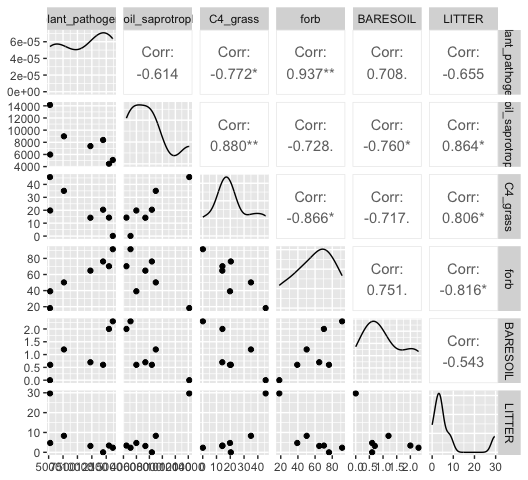 lant_pathoge oil_saprotropl C4_grass forb BARESOIL LITTER
6e-05
4e-05
2e-05
0e+00
Corr:
-0.614
Corr:
-0.772*
Corr:
0.937**
Corr:
0.708.
Corr:
-0.655
lant_pathoge
14000
12000
10000
8000
6000
4000
Corr:
0.880**
Corr:
-0.728.
Corr:
-0.760*
Corr:
0.864*
oil_saprotrop
40
30
20
10
0
Corr:
-0.866*
Corr:
-0.717.
Corr:
0.806*
C4_grass
80
60
40
20
Corr:
0.751.
Corr:
-0.816*
forb
2.0
1.5
1.0
0.5
0.0
Corr:
-0.543
BARESOIL
30
20
10
0
LITTER
0 10 20 30 40
20 40 60 80
0.0 0.5 1.0 1.5 2.0
0 10 20 30